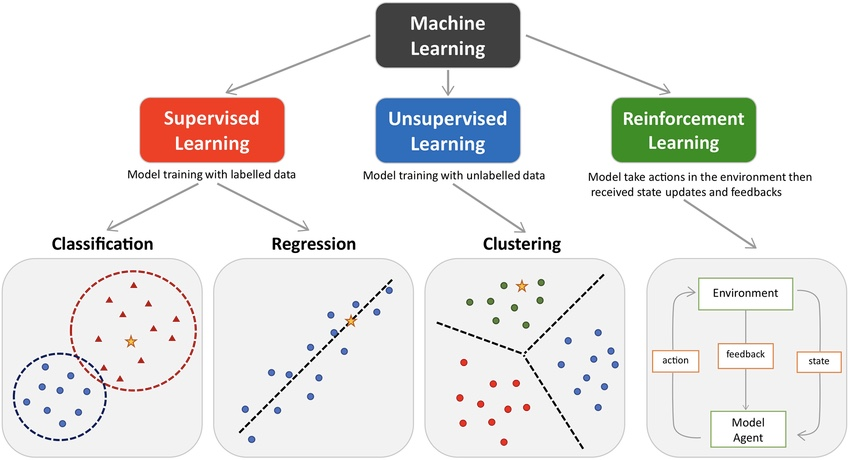 Machine
Learning
Supervised
Learning
Unsupervised
Learning
Reinforcement
Learning
Model training with labelled data
Model training with unlabelled data
Model take actions in the environment then
received state updates and feedbacks
Classification
Regression
Clustering
Environment
action
feedback
state
Model
Agent